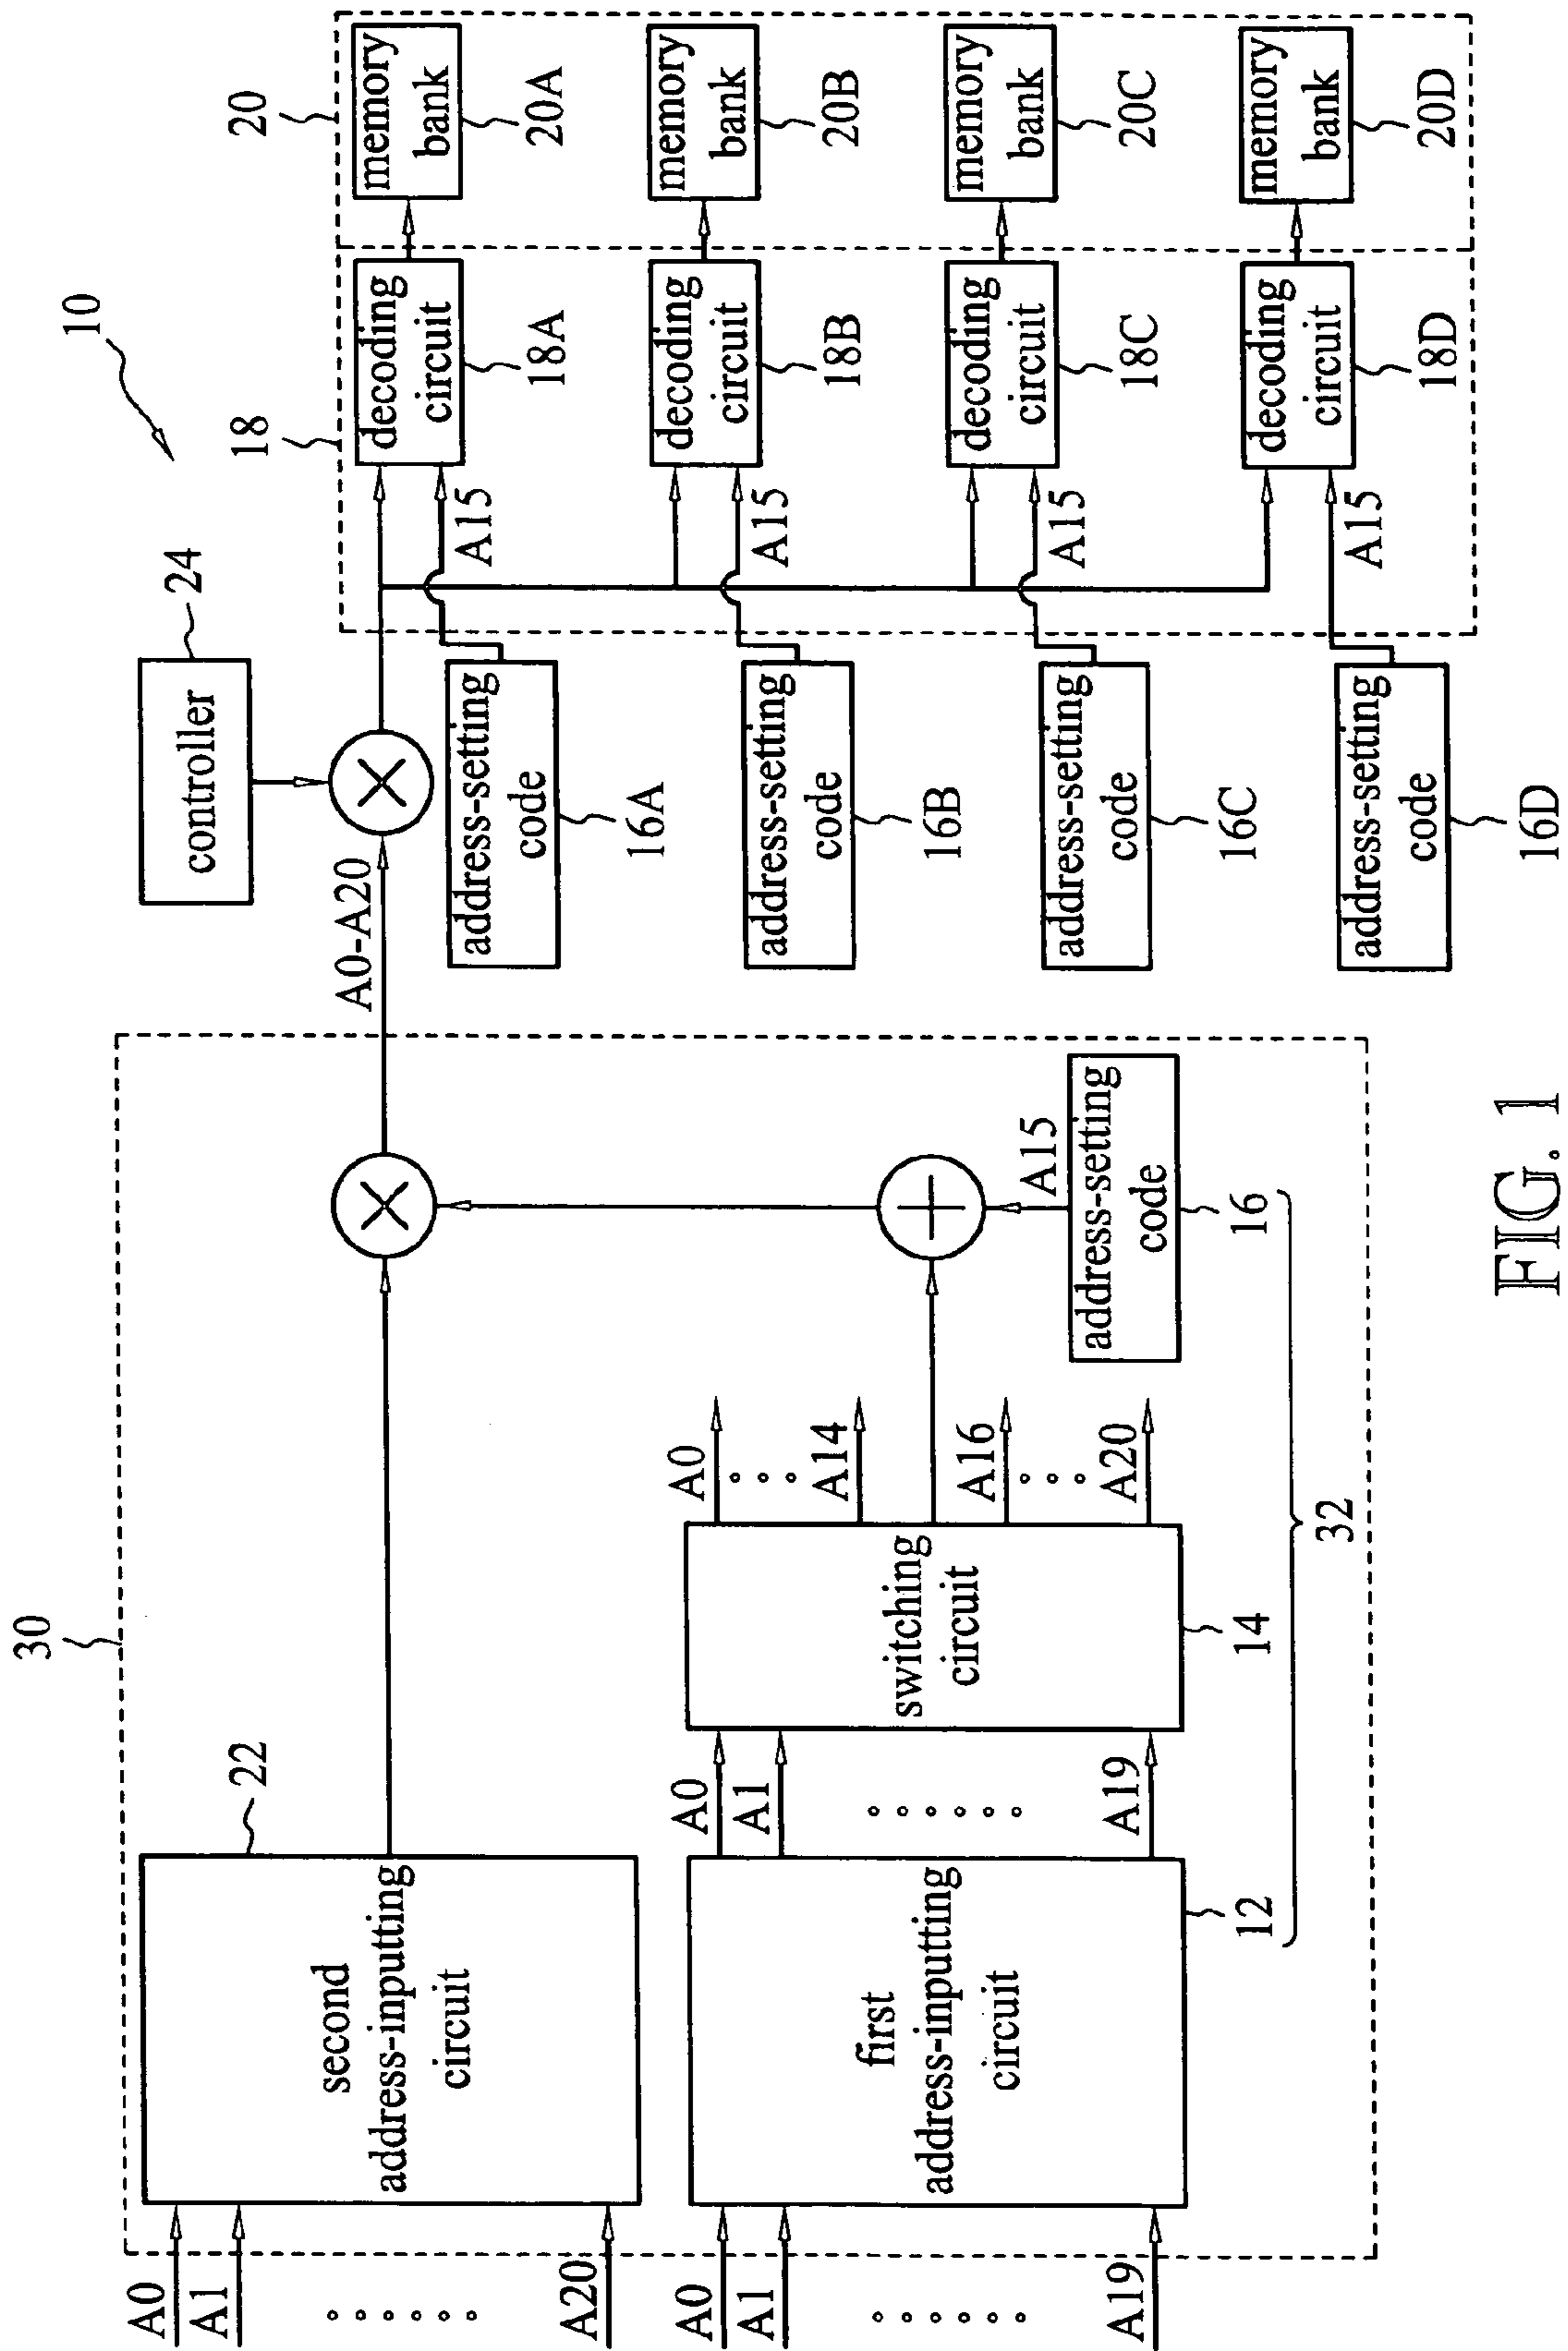 10
30
20
18
24
controller
A0
A1
A20
second
address-inputting
circuit
22
A0-A20
decoding
circuit
18A
memory
bank
20A
A15
address-setting
code
16A
A0
A1
A19
first
address-inputting
circuit
12
A0
A1
A19
switching
circuit
14
A0
A14
A16
A20
A15
address-setting
code
16
32
decoding
circuit
18B
memory
bank
20B
A15
address-setting
code
16B
decoding
circuit
18C
memory
bank
20C
A15
address-setting
code
16C
decoding
circuit
18D
memory
bank
20D
A15
address-setting
code
16D
FIG. 1